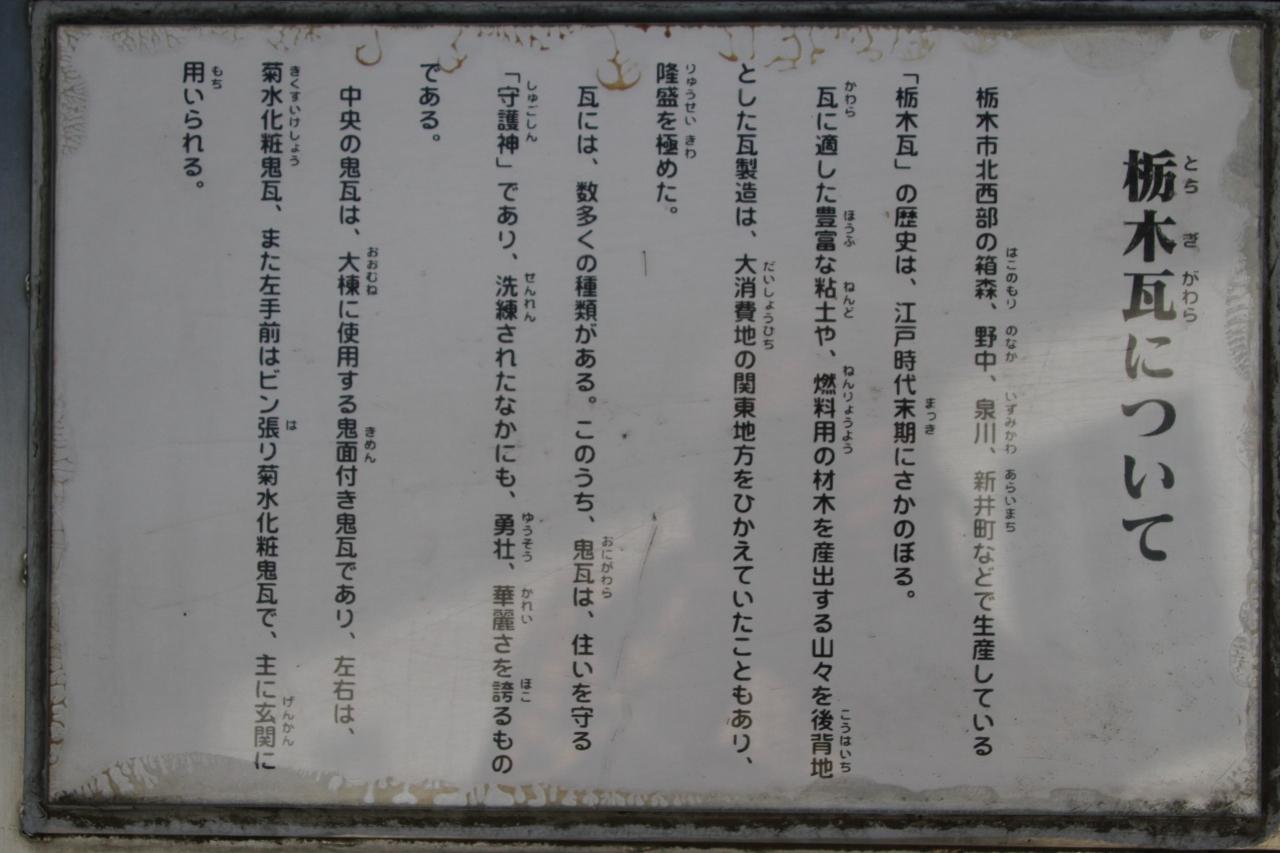 栃木瓦について
栃木市北西部の箱森、野中、泉川、新井町などで生産している
「栃木瓦」の歴史は、江戸時代末期にさかのぼる。
瓦に適した豊富な粘土や、燃料用の材木を産出する山々を後背地
とした瓦製造は、大消費地の関東地方をひかえていたこともあり、
隆盛を極めた。
瓦には、数多くの種類がある。このうち、鬼瓦は、住いを守る
「守護神」であり、洗練されたなかにも、勇壮、華麗さを誇るもの
である。
中央の鬼瓦は、大棟に使用する鬼面付き鬼瓦であり、左右は、
菊水化粧鬼瓦、また左手前はビン張り菊水化粧鬼瓦で、主に玄関に
用いられる。